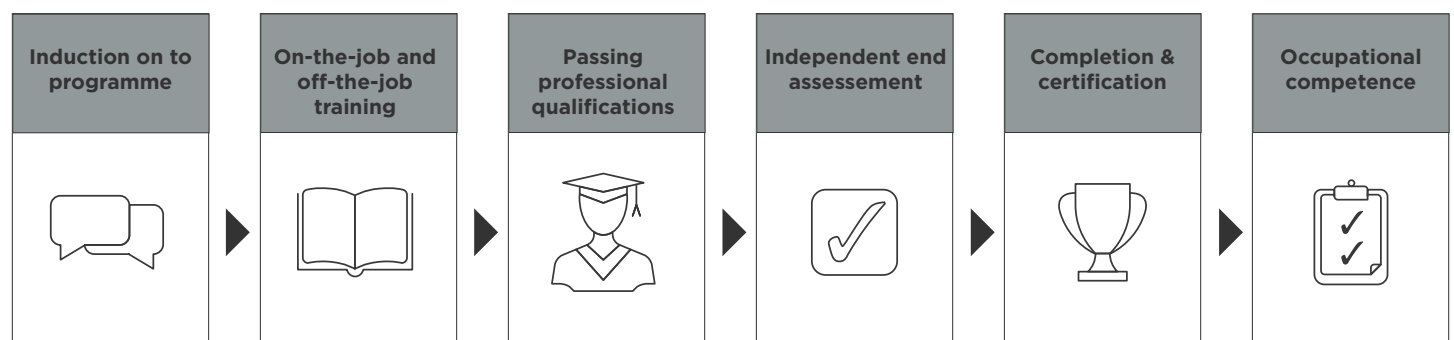 Induction on to
programme
On-the-job and
off-the-job
training
Passing
professional
qualifications
Independent end
assessement
Completion &
certification
Occupational
competence